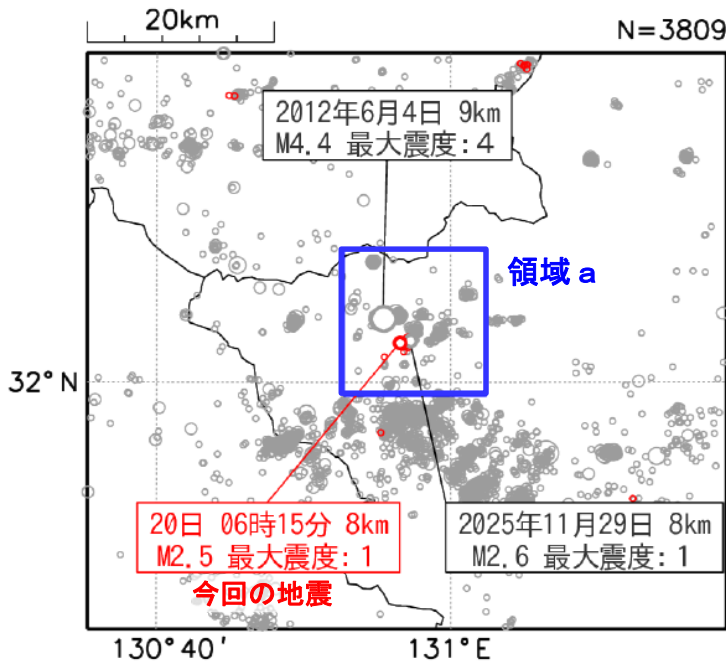 20km
N=3809
2012年6月4日 9km
M4.4 最大震度:4
領域a
32°N
20日 06時15分 8km
M2.5 最大震度:1
今回の地震
2025年11月29日 8km
M2.6 最大震度:1
130°40′
131°E